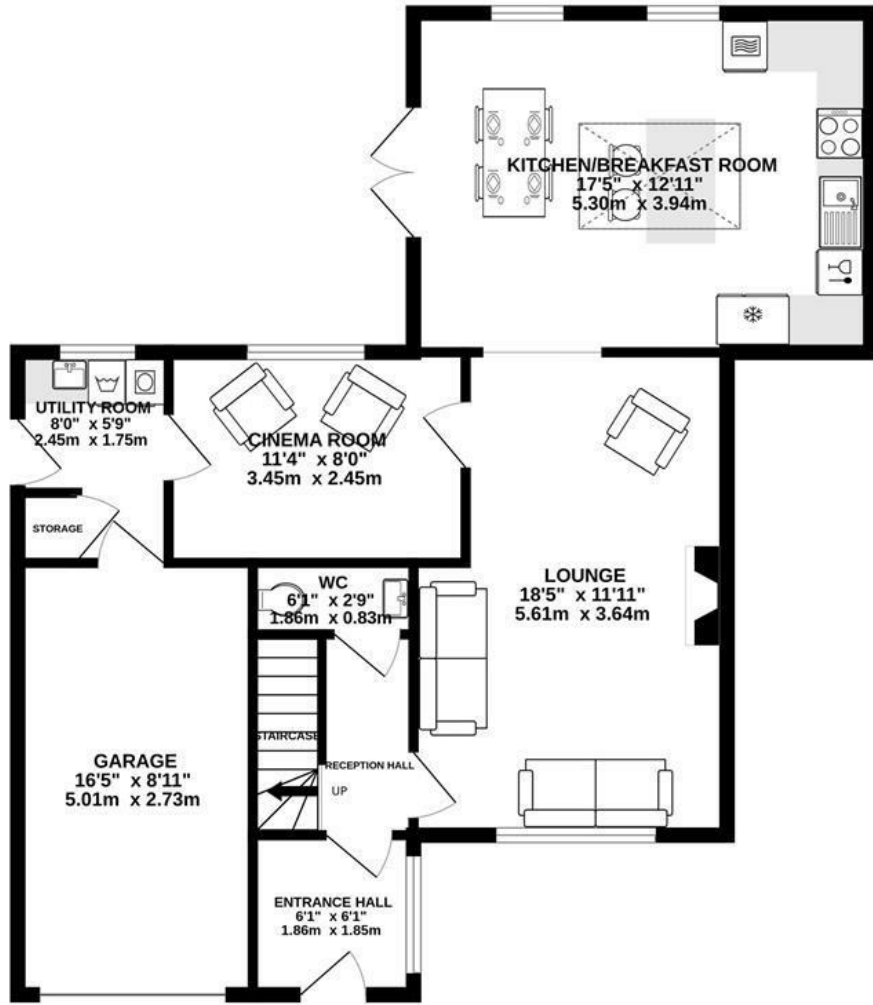 KITCHEN/BREAKFAST ROOM
17'5" x 12'11"
5.30m x 3.94m
UTILITY ROOM
8'0" x 5'9"
2.45m x 1.75m
CINEMA ROOM
11'4" x 8'0"
3.45m x 2.45m
STORAGE
WC
6'1" x 2'9"
1.86m x 0.83m
LOUNGE
18'5" x 11'11"
5.61m x 3.64m
STAIRCASE
RECEPTION HALL
UP
GARAGE
16'5" x 8'11"
5.01m x 2.73m
ENTRANCE HALL
6'1" x 6'1"
1.86m x 1.85m